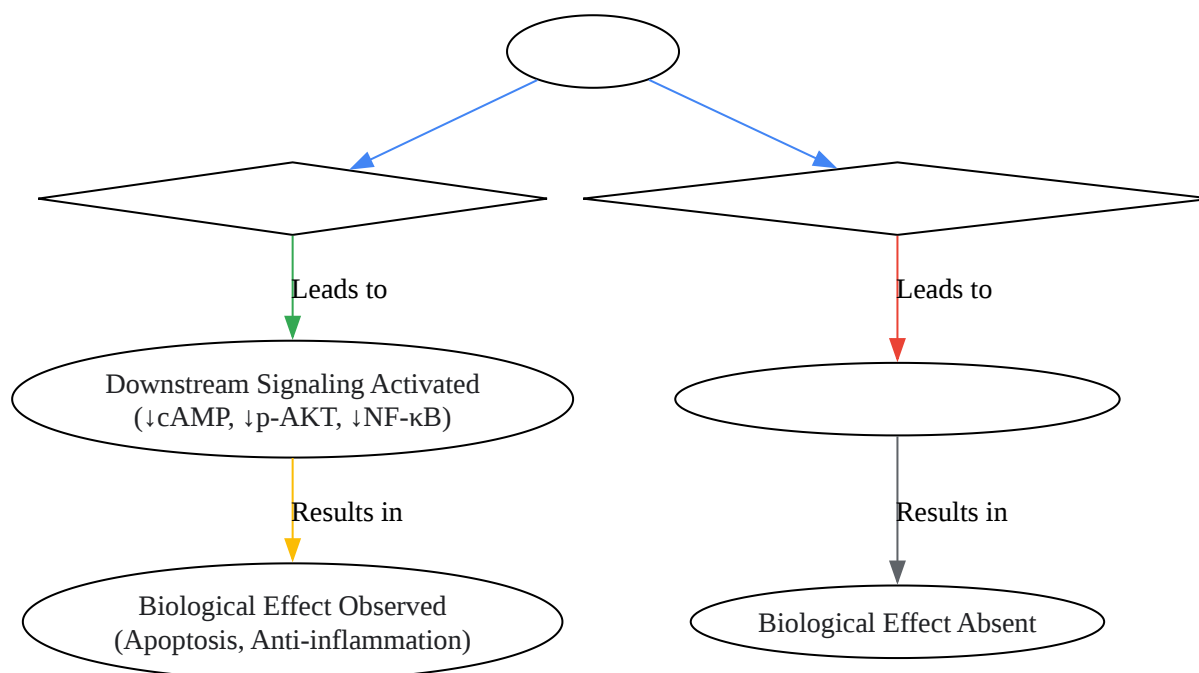 Leads to
Leads to
Downstream Signaling Activated
(↓cAMP, ↓p-AKT, ↓NF-κB)
Results in
Results in
Biological Effect Observed
(Apoptosis, Anti-inflammation)
Biological Effect Absent